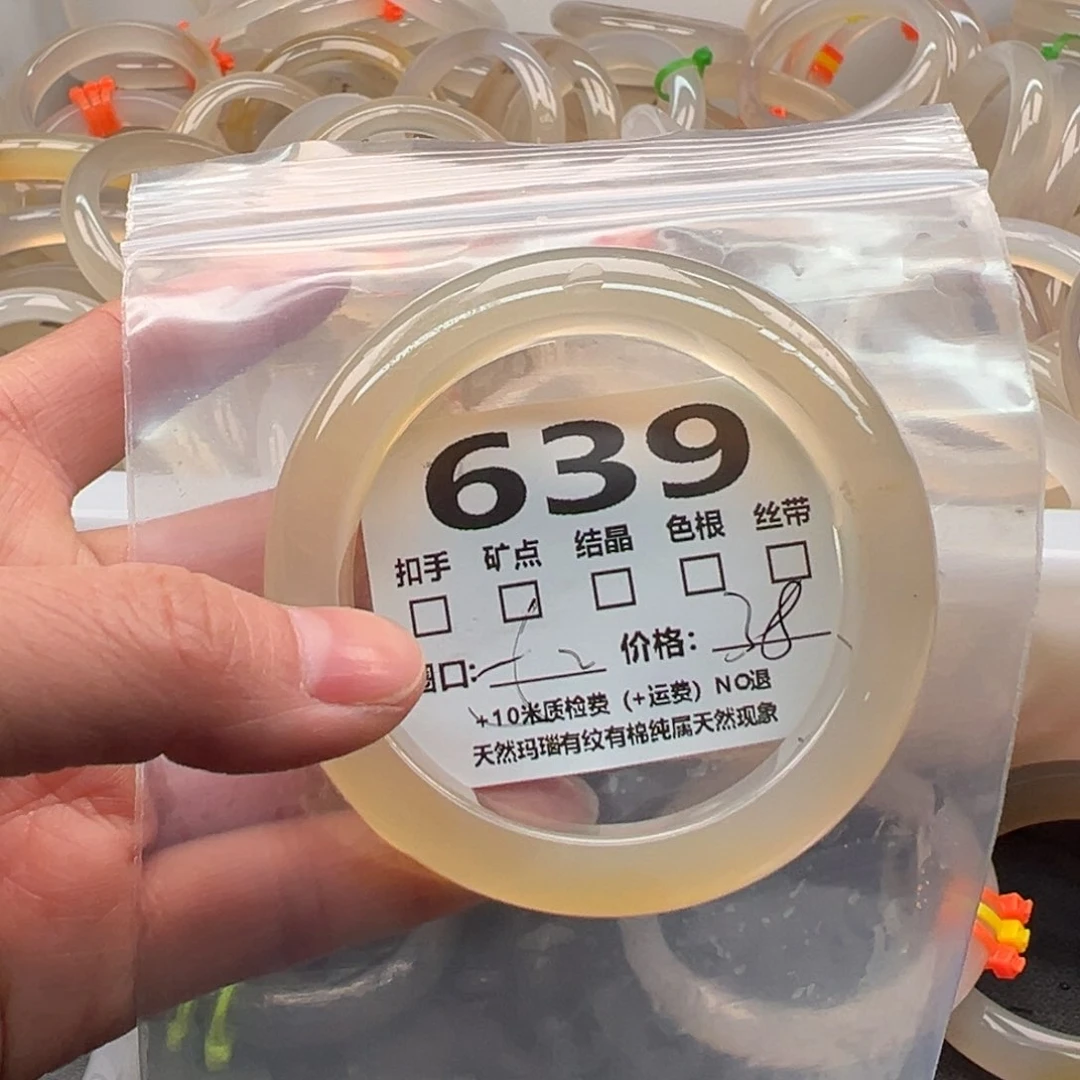 639
扣手 矿点 结晶 色根 丝带
圈口: 价格: 38
+10米质检费（+运费）NO退
天然玛瑙有纹有棉纯属天然现象